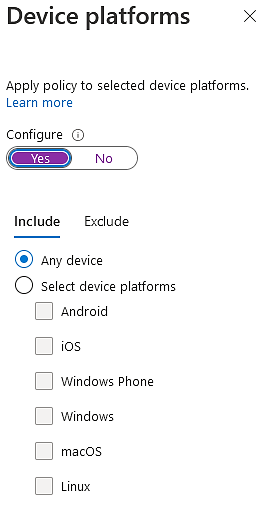 Device platforms
Apply policy to selected device platforms.
Learn more
Configure
Yes No
Include Exclude
Any device
Select device platforms
Android
iOS
Windows Phone
Windows
macOS
Linux